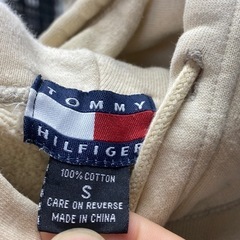 TOMMY
HILFIGER
100% COTTON
S
CARE ON REVERSE
MADE IN CHINA